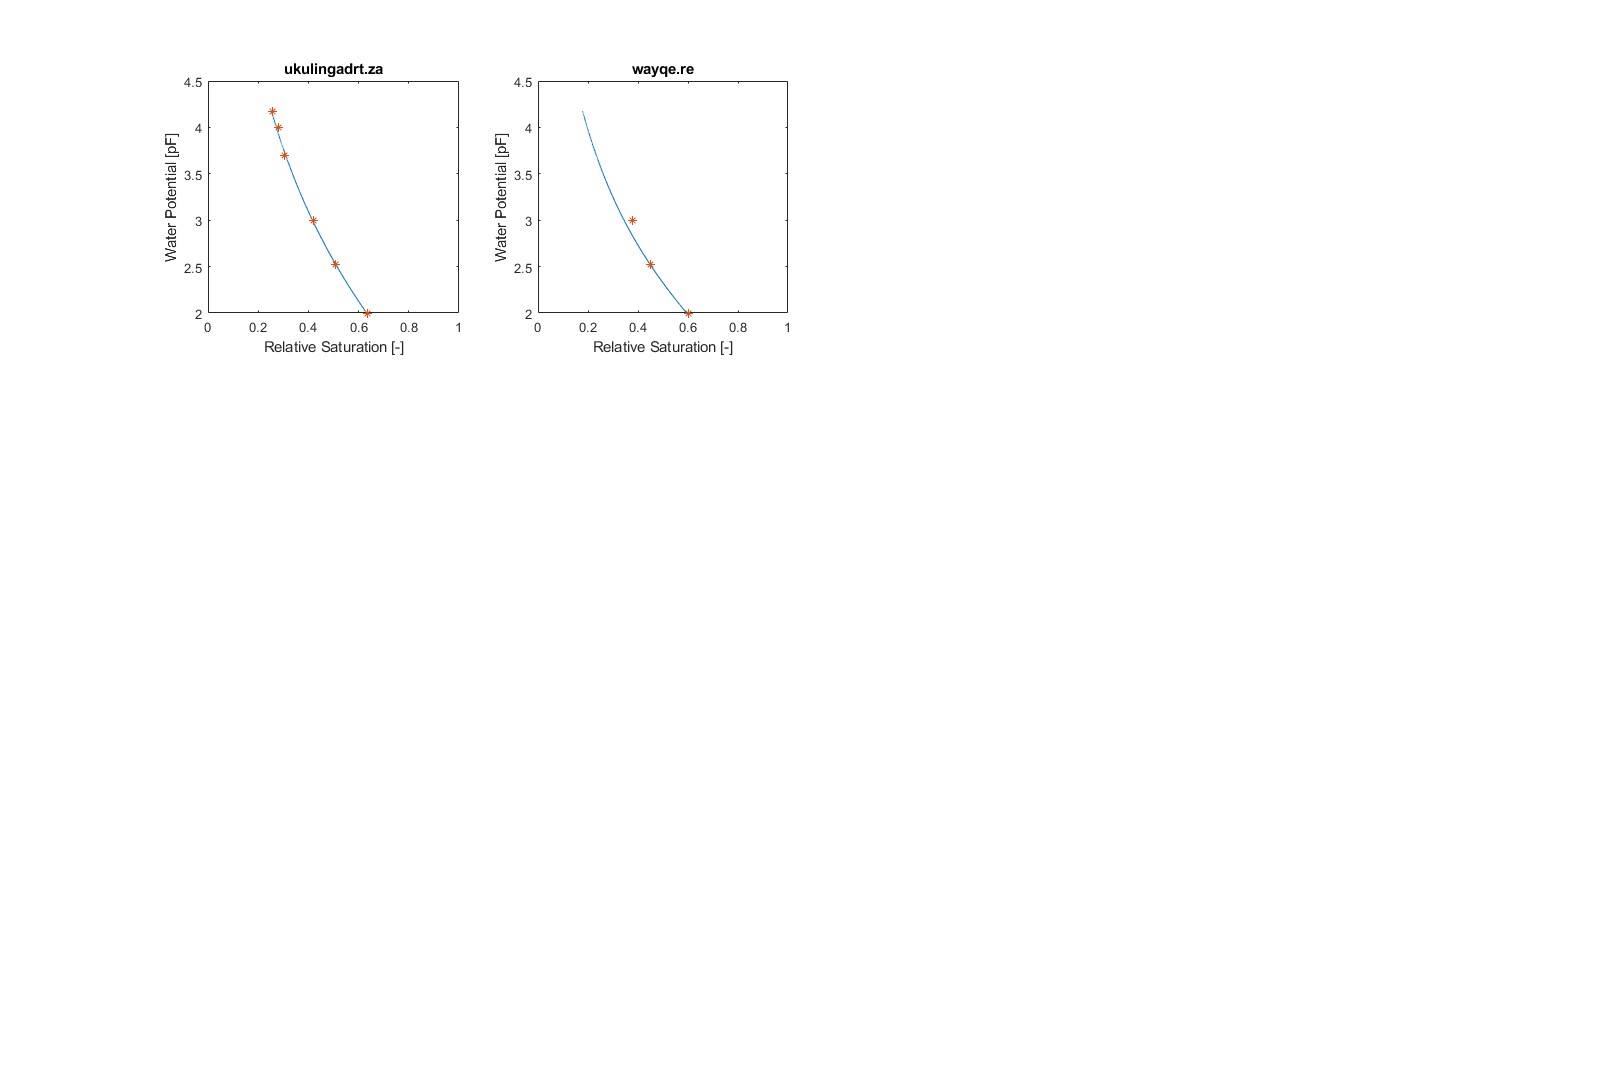 ukulingadrt.za
4.5
4
3.5
3
2.5
2
Water Potential [pF]
0 0.2 0.4 0.6 0.8 1
Relative Saturation [-]
wayqe.re
4.5
4
3.5
3
2.5
2
Water Potential [pF]
0 0.2 0.4 0.6 0.8 1
Relative Saturation [-]